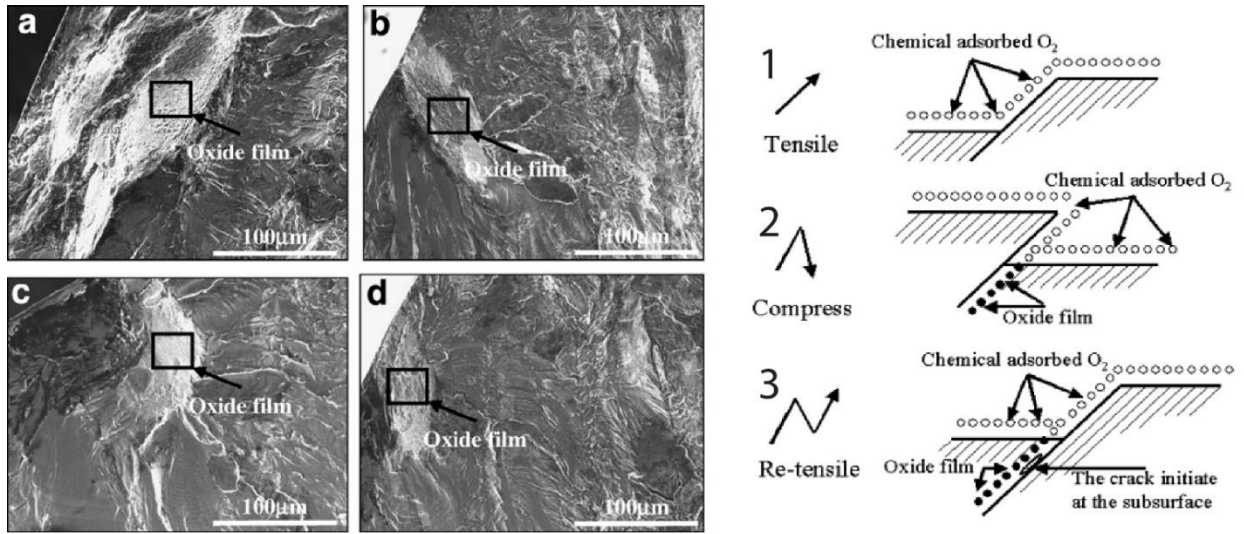 a
Oxide film
100μm
b
Oxide film
100μm
c
Oxide film
100μm
d
Oxide film
100μm
1
Tensile
Chemical adsorbed O2
2
Compress
Chemical adsorbed O2
Oxide film
3
Re-tensile
Chemical adsorbed O2
Oxide film
The crack initiate
at the subsurface